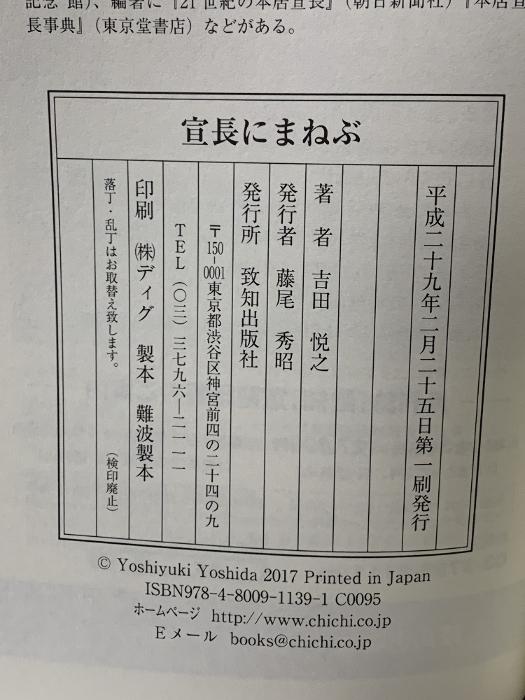 記念館)、編著に『21世紀の本居宣長』(朝日新聞社)『本居宣
長事典』(東京堂書店)などがある。
宣長にまねぶ
平成二十九年二月二十五日第一刷発行
著者 吉田悦之
発行者 藤尾秀昭
発行所 致知出版社
〒150-0001東京都渋谷区神宮前四の二十四の九
TEL(〇三)三七九六―二一一一
印刷 ㈱ディグ 製本 難波製本
落丁・乱丁はお取替え致します。 (検印廃止)
© Yoshiyuki Yoshida 2017 Printed in Japan
ISBN978-4-8009-1139-1 C0095
ホームページ http://www.chichi.co.jp
Eメール books@chichi.co.jp